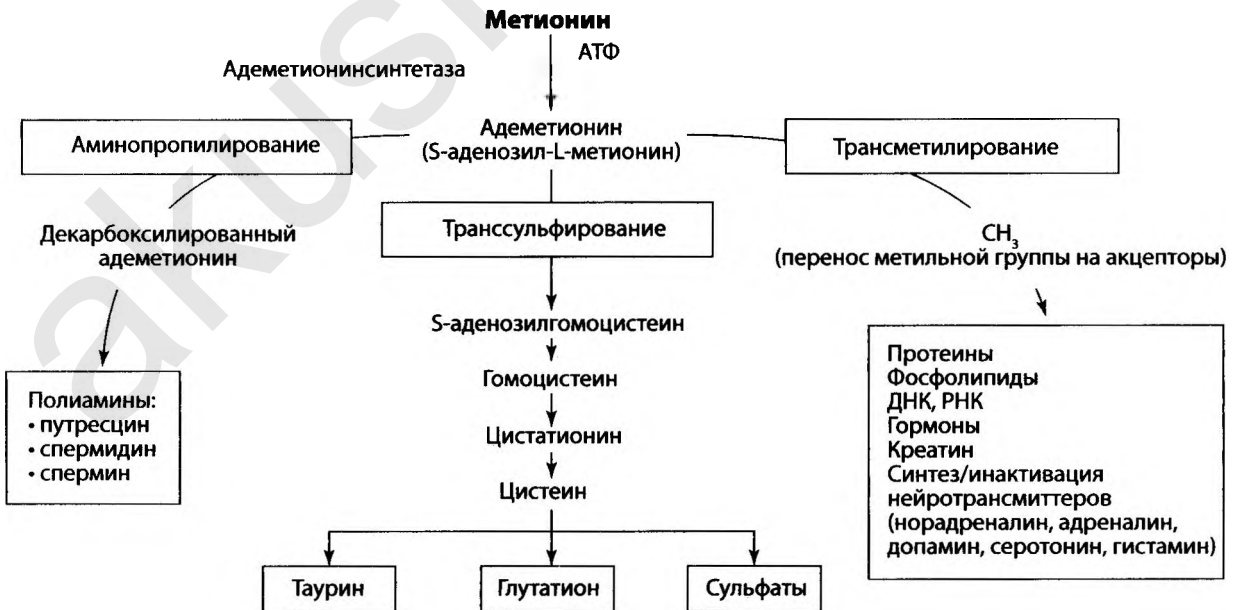 Метионин
АТФ
Адеметионинсинтетаза
Аминопропилирование
Адеметионин
(S-аденозил-L-метионин)
Трансметилирование
Декарбоксилированный
адеметионин
Транссульфирование
CH₃
(перенос метильной группы на акцепторы)
S-аденозилгомоцистеин
Гомоцистеин
Цистатионин
Цистеин
Полиамины:
• путресцин
• спермидин
• спермин
Протеины
Фосфолипиды
ДНК, РНК
Гормоны
Креатин
Синтез/инактивация
нейротрансмиттеров
(норадреналин, адреналин,
допамин, серотонин, гистамин)
Таурин
Глутатион
Сульфаты
akus